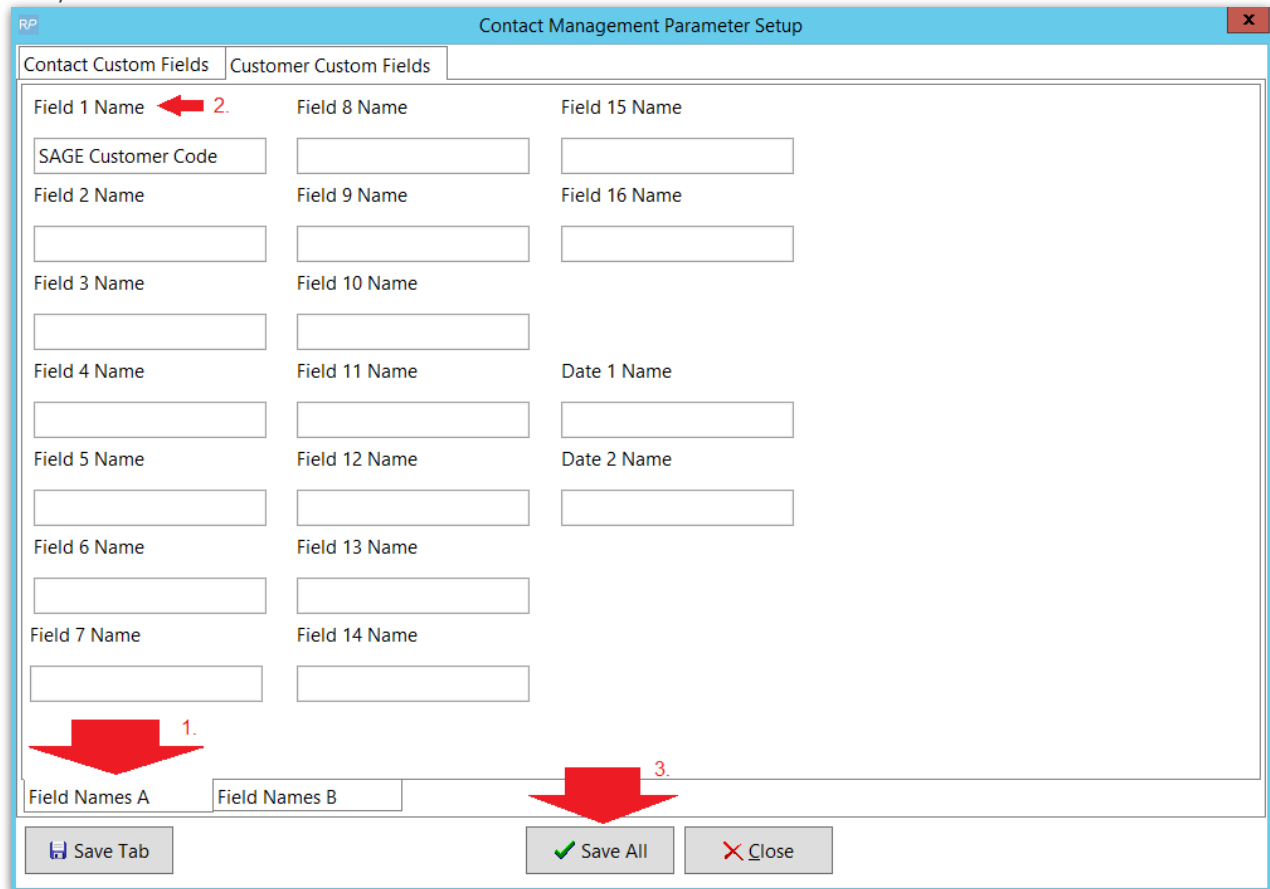 RP
Contact Management Parameter Setup
x
Contact Custom Fields
Customer Custom Fields
Field 1 Name
2.
Field 8 Name
Field 15 Name
SAGE Customer Code
Field 2 Name
Field 9 Name
Field 16 Name
Field 3 Name
Field 10 Name
Field 4 Name
Field 11 Name
Date 1 Name
Field 5 Name
Field 12 Name
Date 2 Name
Field 6 Name
Field 13 Name
Field 7 Name
Field 14 Name
1.
3.
Field Names A
Field Names B
Save Tab
Save All
Close